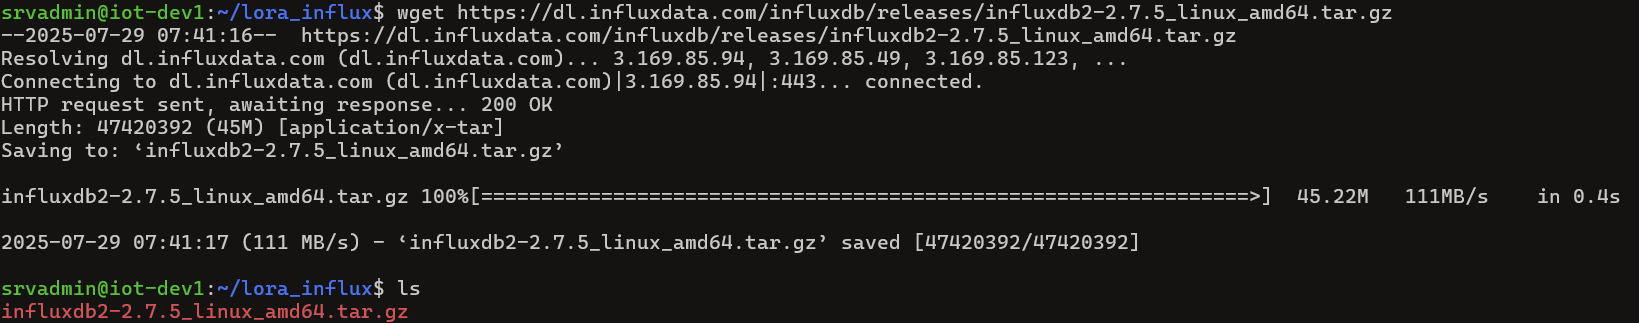 srvadmin@iot-dev1:~/lora_influx$ wget https://dl.influxdata.com/influxdb/releases/influxdb2-2.7.5_linux_amd64.tar.gz
--2025-07-29 07:41:16--  https://dl.influxdata.com/influxdb/releases/influxdb2-2.7.5_linux_amd64.tar.gz
Resolving dl.influxdata.com (dl.influxdata.com)... 3.169.85.94, 3.169.85.49, 3.169.85.123, ...
Connecting to dl.influxdata.com (dl.influxdata.com)|3.169.85.94|:443... connected.
HTTP request sent, awaiting response... 200 OK
Length: 47420392 (45M) [application/x-tar]
Saving to: ‘influxdb2-2.7.5_linux_amd64.tar.gz’
influxdb2-2.7.5_linux_amd64.tar.gz 100%[================================================================>]  45.22M   111MB/s    in 0.4s
2025-07-29 07:41:17 (111 MB/s) - ‘influxdb2-2.7.5_linux_amd64.tar.gz’ saved [47420392/47420392]
srvadmin@iot-dev1:~/lora_influx$ ls
influxdb2-2.7.5_linux_amd64.tar.gz